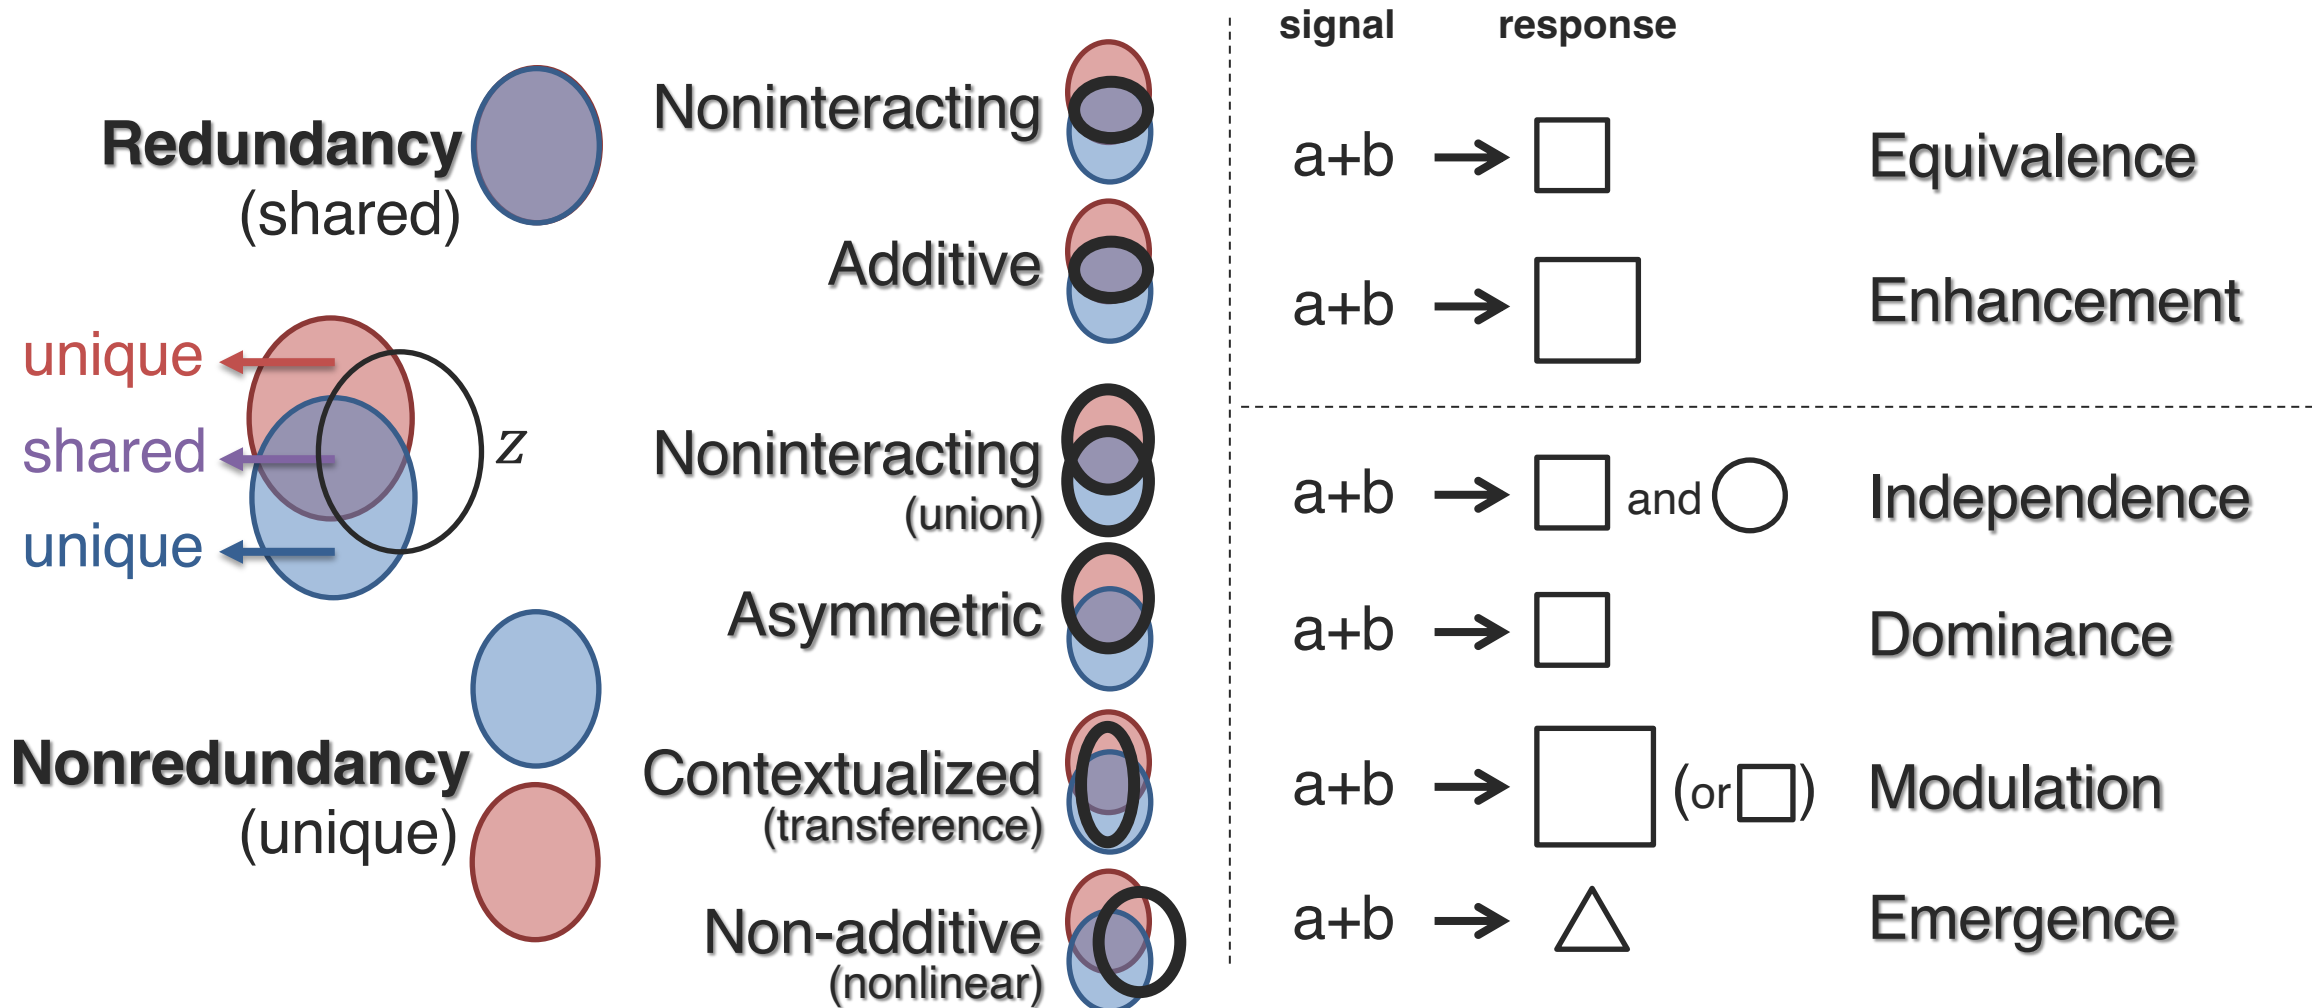 signal response
Redundancy
(shared)
Noninteracting
a+b
Equivalence
Additive
a+b
Enhancement
unique
shared
unique
z
Noninteracting
(union)
a+b
and
Independence
Asymmetric
a+b
Dominance
Nonredundancy
(unique)
Contextualized
(transference)
a+b
(or )
Modulation
Non-additive
(nonlinear)
a+b
Emergence